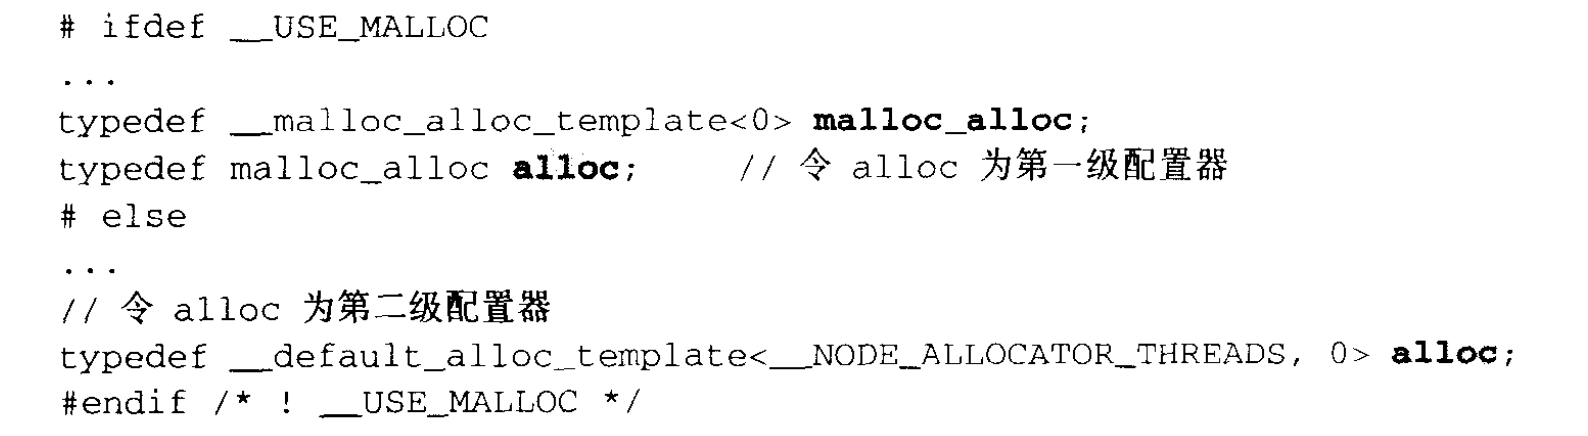 # ifdef __USE_MALLOC
...
typedef __malloc_alloc_template<0> malloc_alloc;
typedef malloc_alloc alloc; // 令 alloc 为第一级配置器
# else
...
// 令 alloc 为第二级配置器
typedef __default_alloc_template<__NODE_ALLOCATOR_THREADS, 0> alloc;
#endif /* ! __USE_MALLOC */